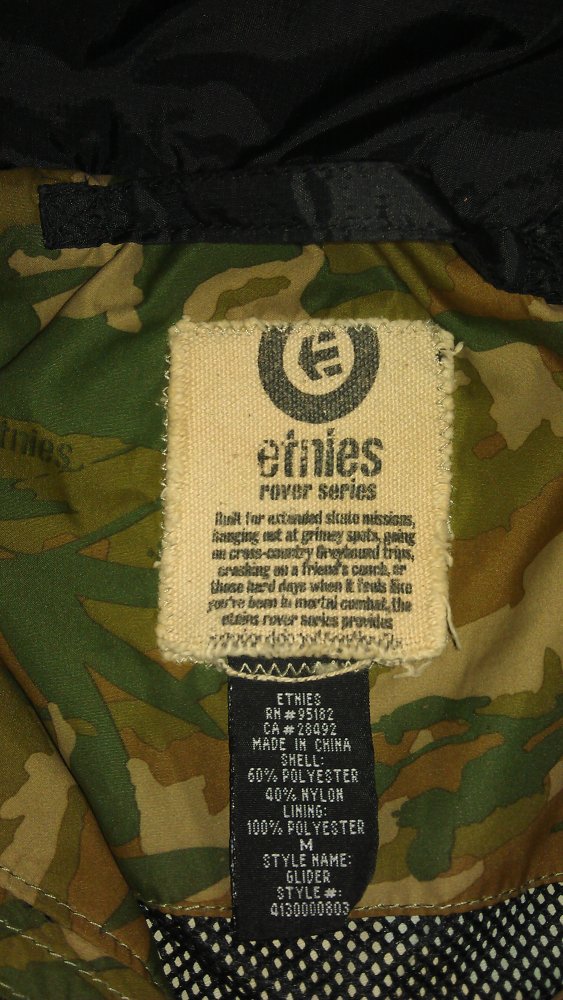 etnies
etnies
rover series
Built for extended skate missions,
hanging out at grimey spots, going
on cross-country Greyhound trips,
crashing on a friend's couch, or
those hard days when it feels like
you've been in mortal combat, the
etnies rover series provides
ETNIES
RN#95182
CA#28492
MADE IN CHINA
SHELL:
60% POLYESTER
40% NYLON
LINING:
100% POLYESTER
M
STYLE NAME:
GLIDER
STYLE#:
4130000803